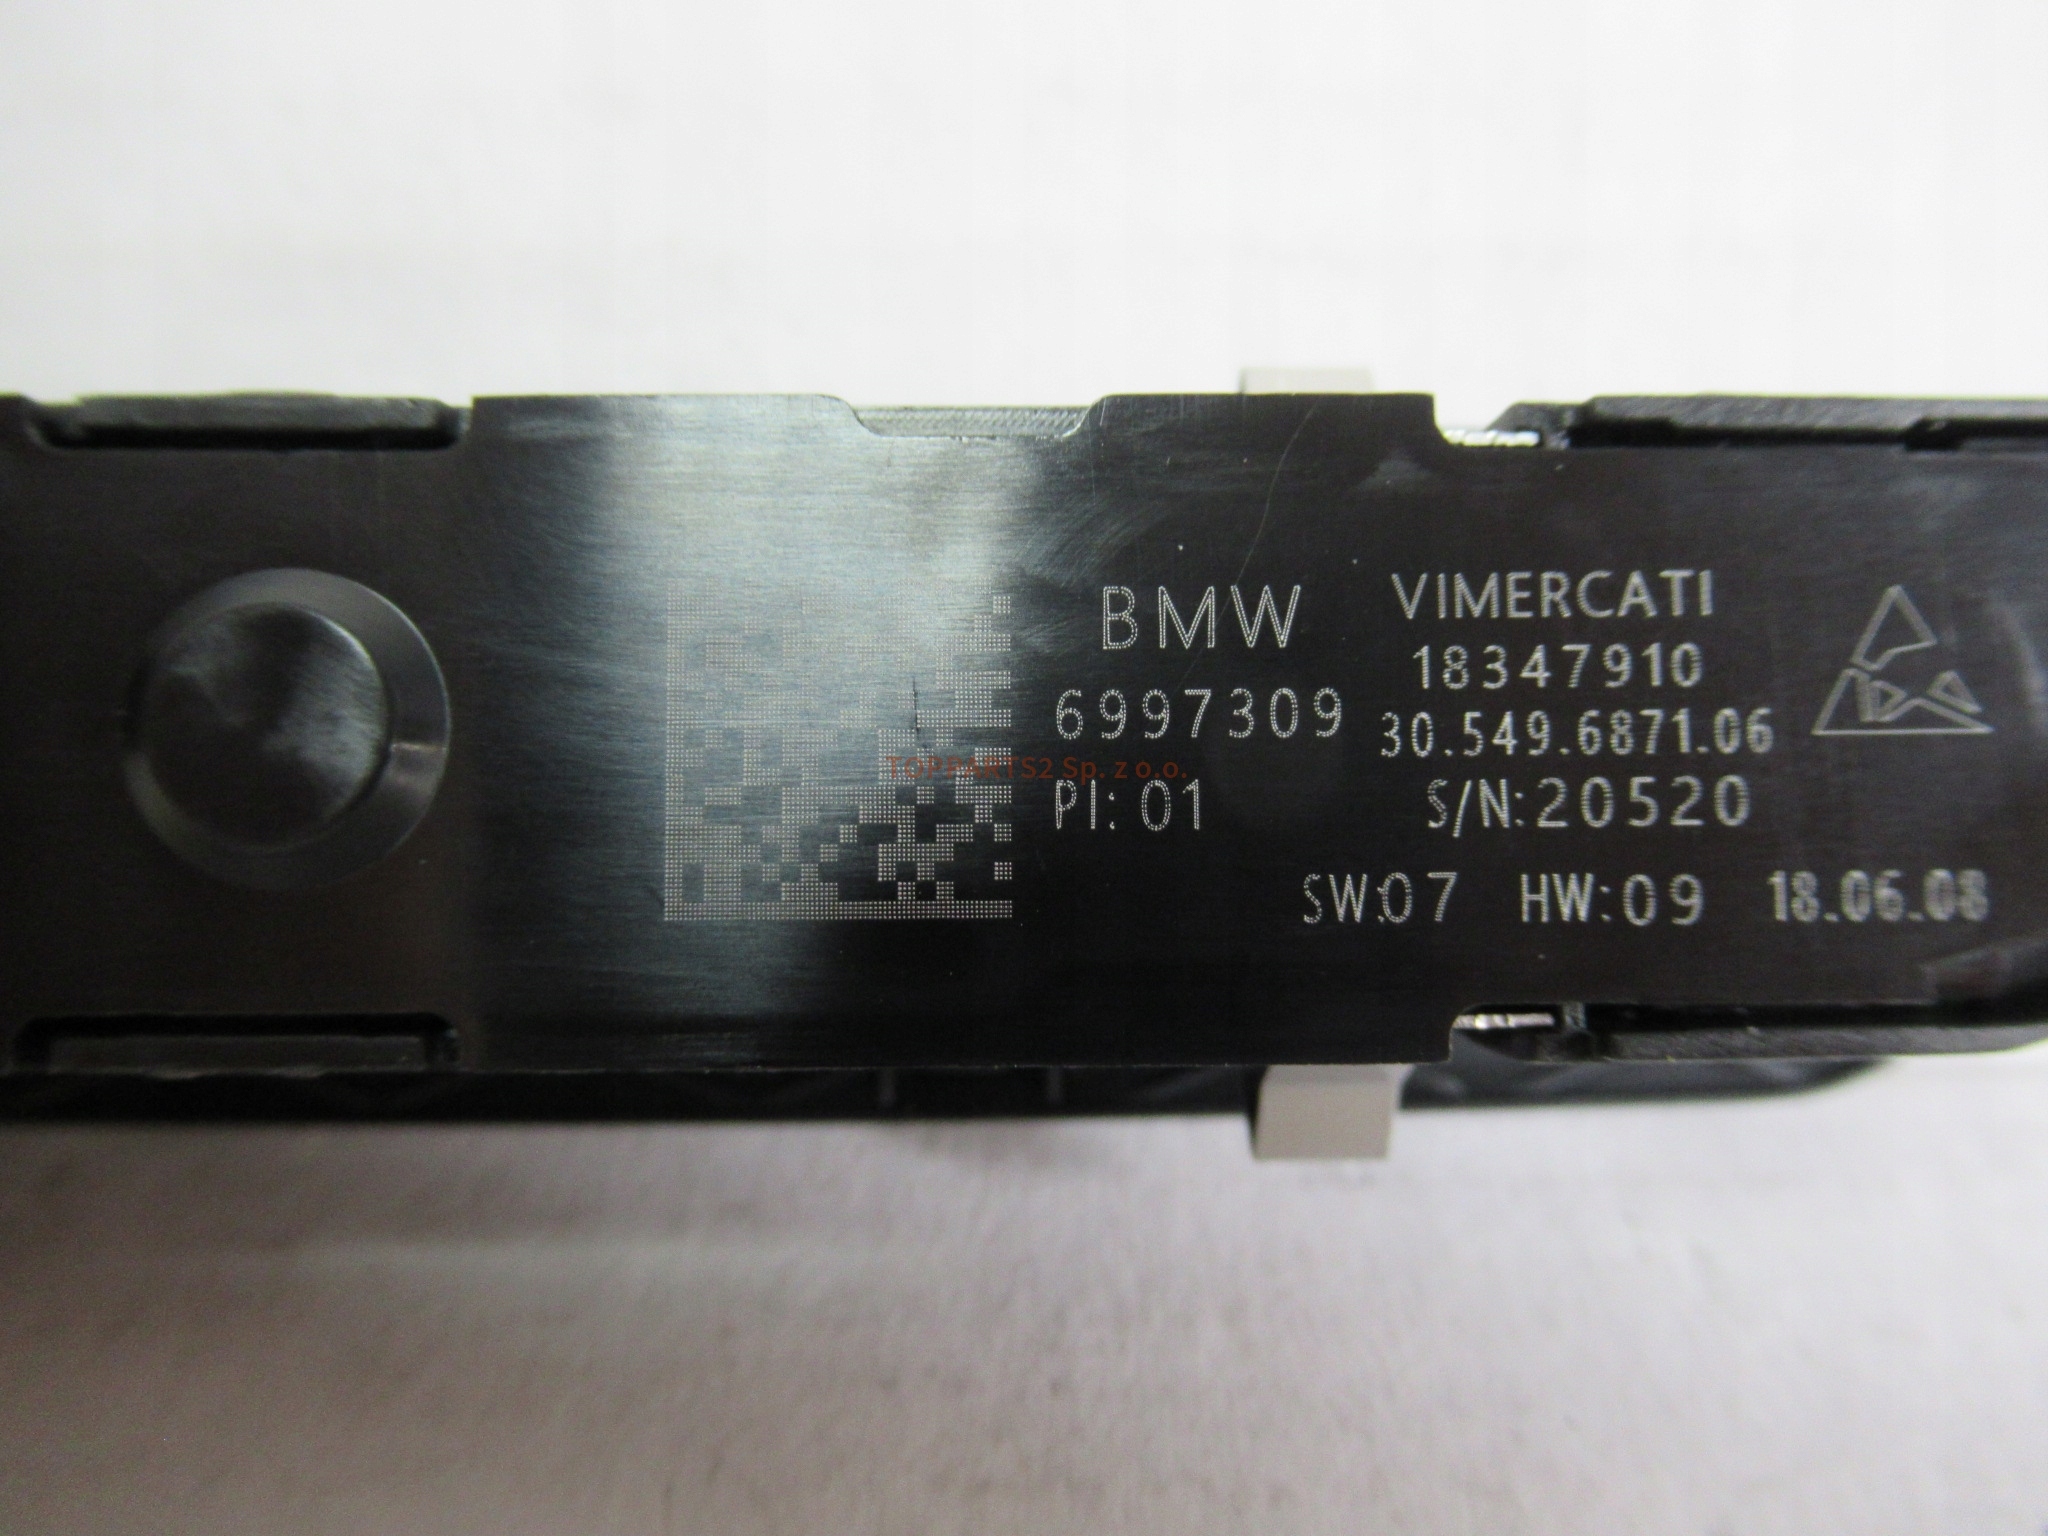 BMW
6997309
PI: 01
VIMERCATI
18347910
30.549.6871.06
S/N:20520
SW:07 HW:09 18.06.08
TOPPARTS2 Sp. z o.o.